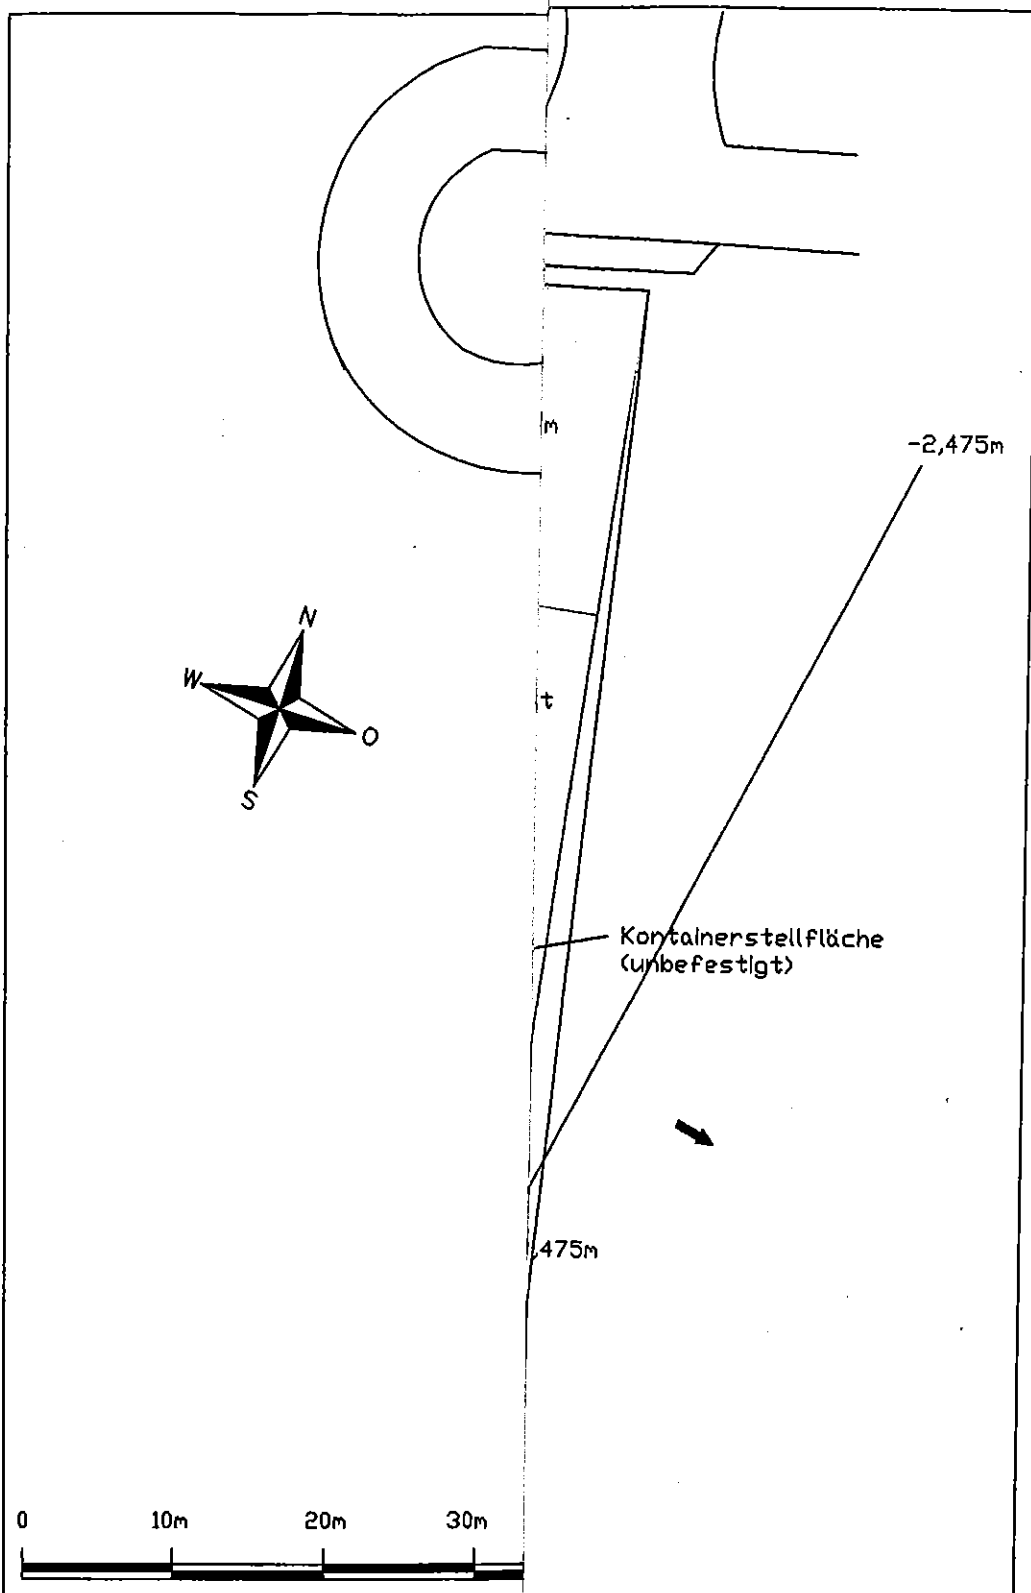 m
-2,475m
N
W
O
S
t
Kontainerstellfläche
(unbefestigt)
,475m
0 10m 20m 30m